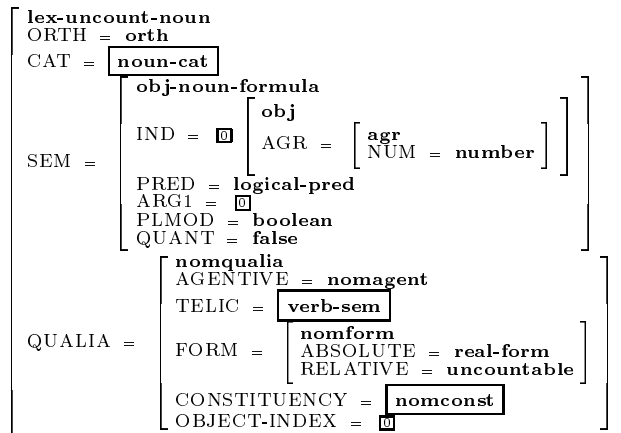 lex-uncount-noun
ORTH = orth
CAT = noun-cat
SEM =
obj-noun-formula
IND = 0
obj
AGR =
agr
NUM = number
PRED = logical-pred
ARG1 = 0
PLMOD = boolean
QUANT = false
QUALIA =
nomqualia
AGENTIVE = nomagent
TELIC = verb-sem
FORM =
nomform
ABSOLUTE = real-form
RELATIVE = uncountable
CONSTITUENCY = nomconst
OBJECT-INDEX = 0